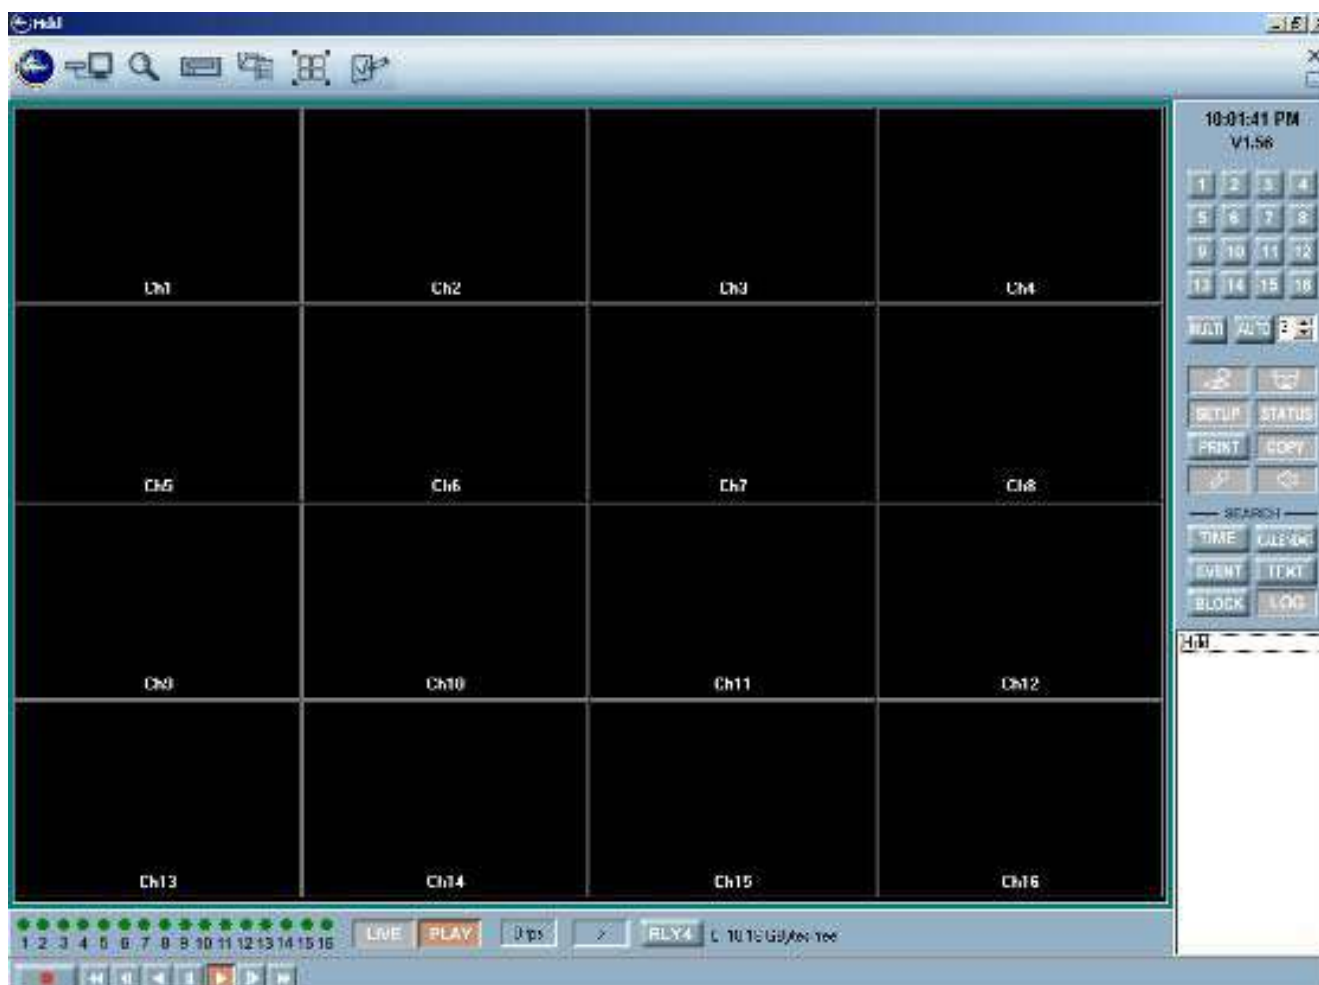 10:01:41 PM
V1.56
1 2 3 4
5 6 7 8
9 10 11 12
13 14 15 16
MULTI AUTO 2
SETUP STATUS
PRINT COPY
SEARCH
TIME CALENDAR
EVENT TEXT
BLOCK LOG
Ch1 Ch2 Ch3 Ch4
Ch5 Ch6 Ch7 Ch8
Ch9 Ch10 Ch11 Ch12
Ch13 Ch14 Ch15 Ch16
1 2 3 4 5 6 7 8 9 10 11 12 13 14 15 16
LIVE PLAY RLY4